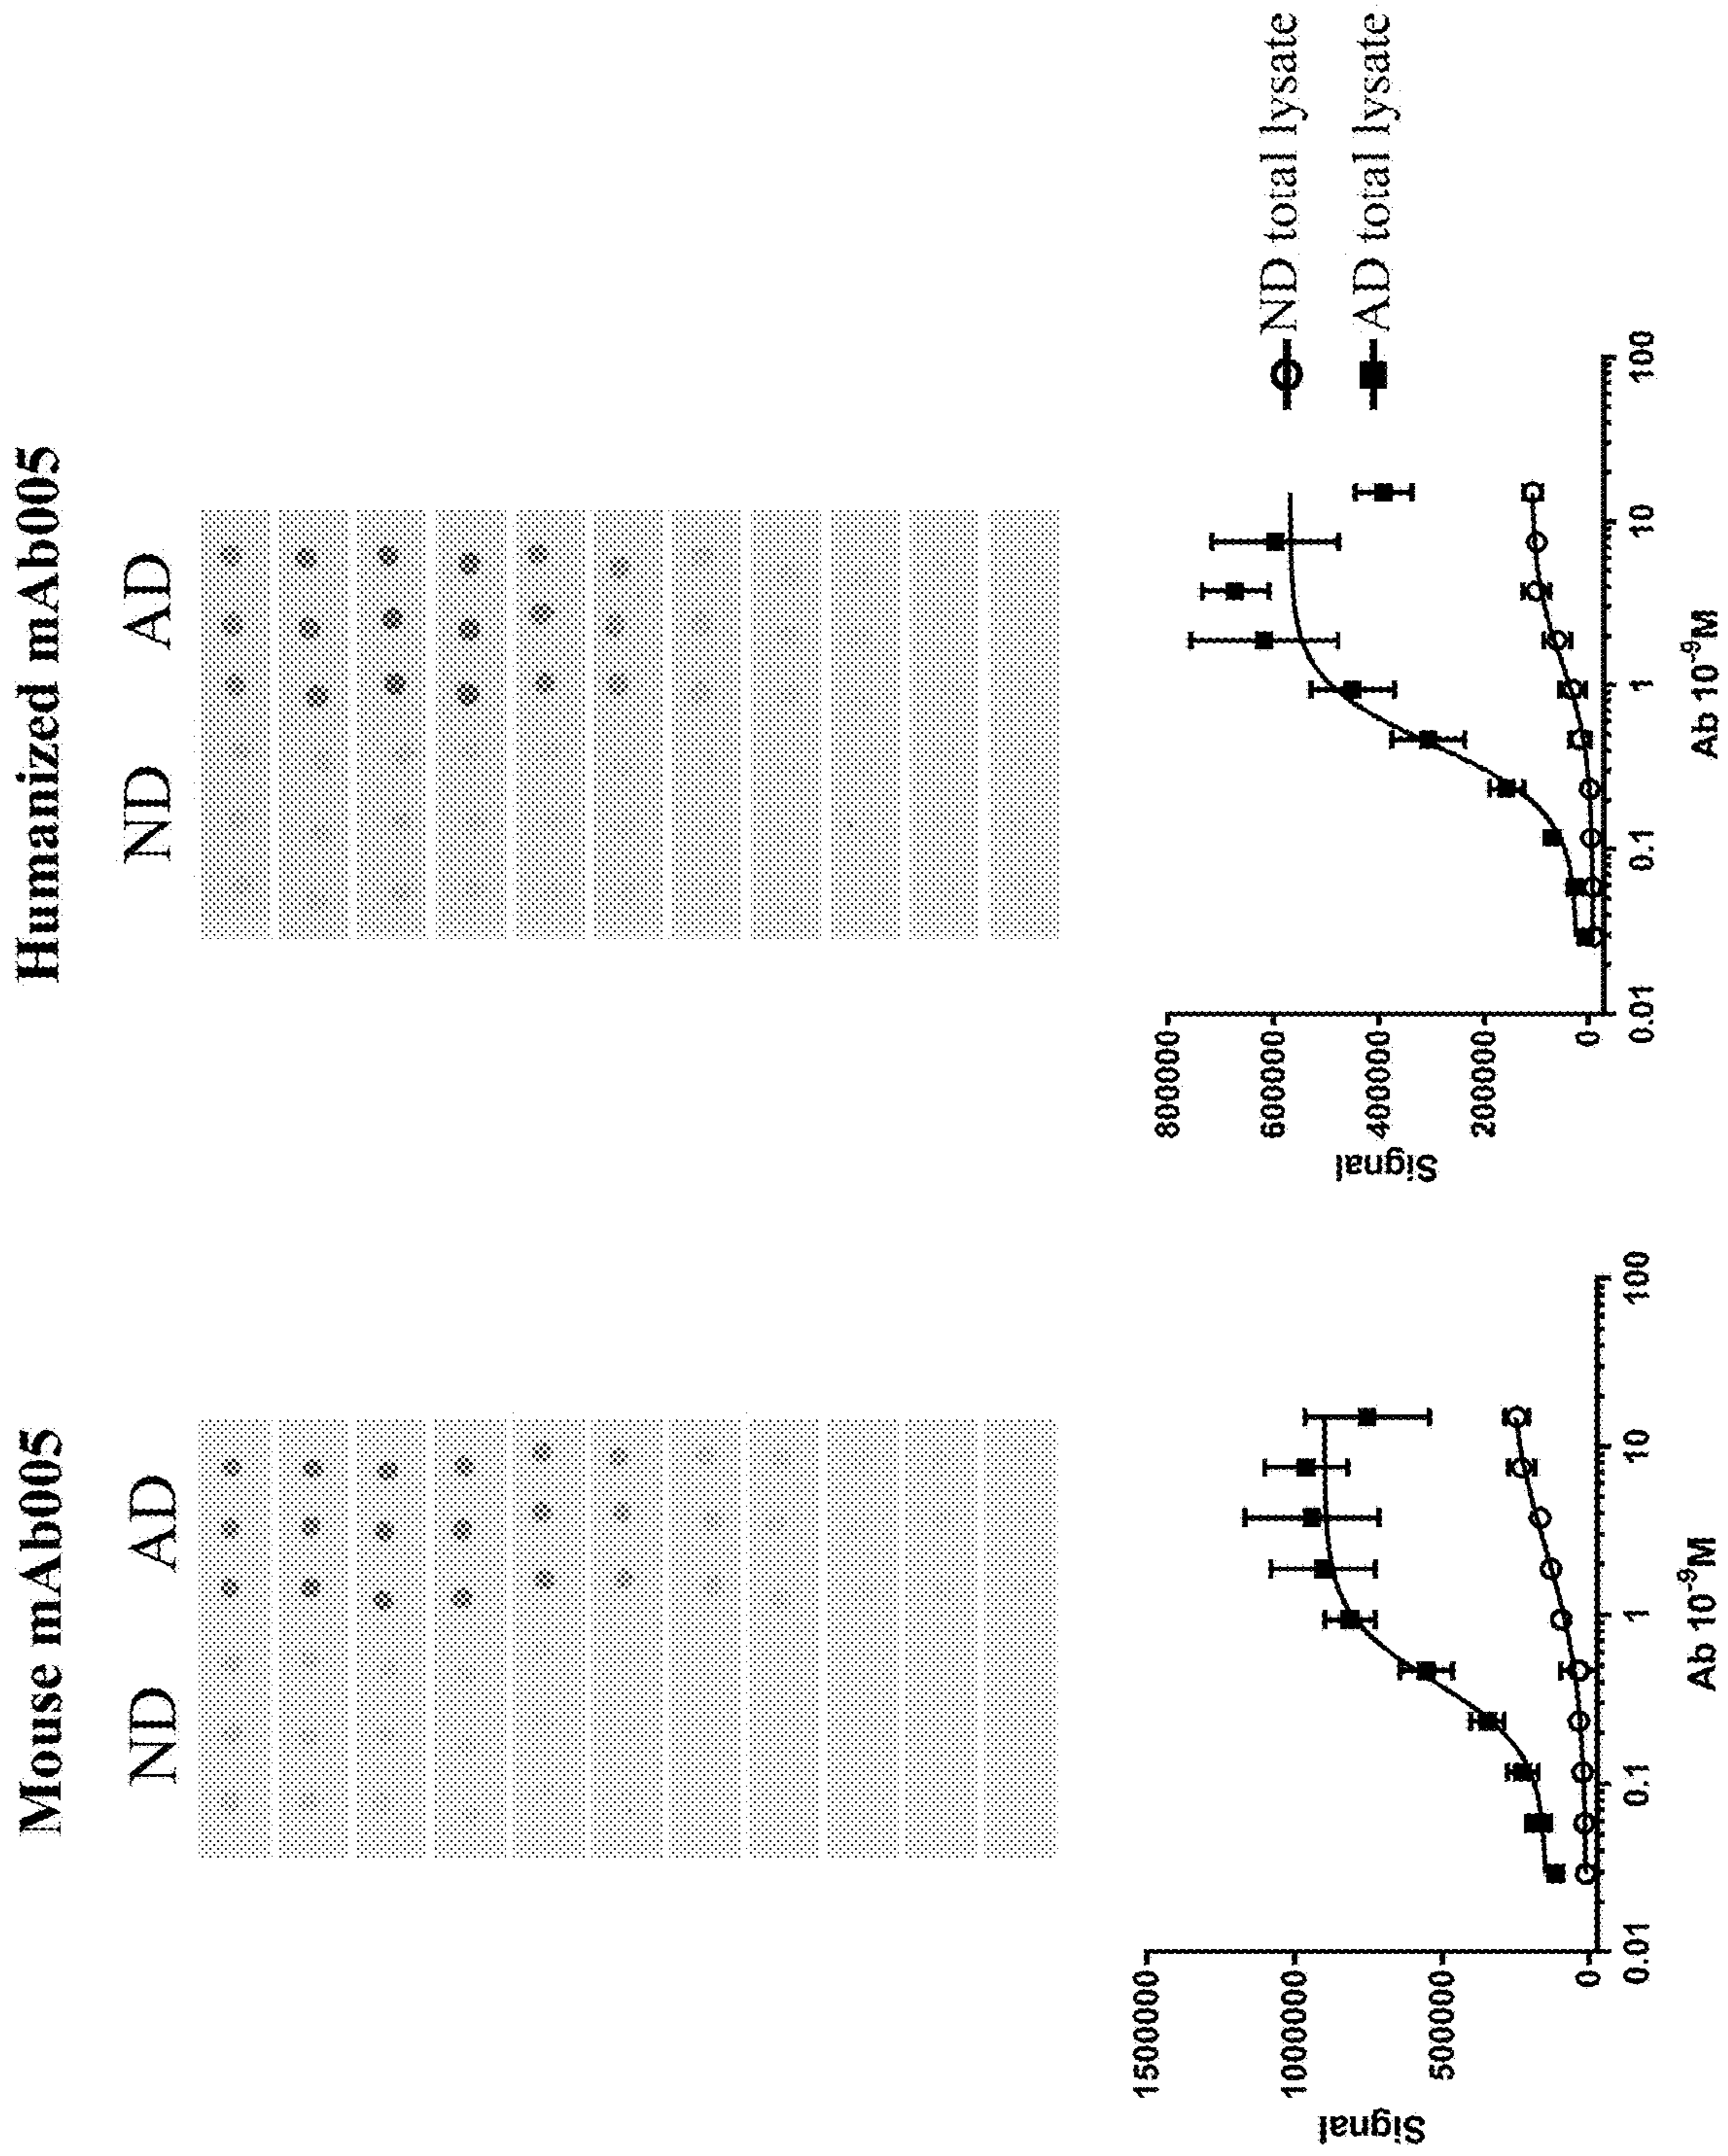 Mouse mAb005
ND AD
Signal
1500000
1000000
500000
0
0.01 0.1 1 10 100
Ab 10⁻⁹M
Humanized mAb005
ND AD
Signal
800000
600000
400000
200000
0
0.01 0.1 1 10 100
Ab 10⁻⁹M
ND total lysate
AD total lysate